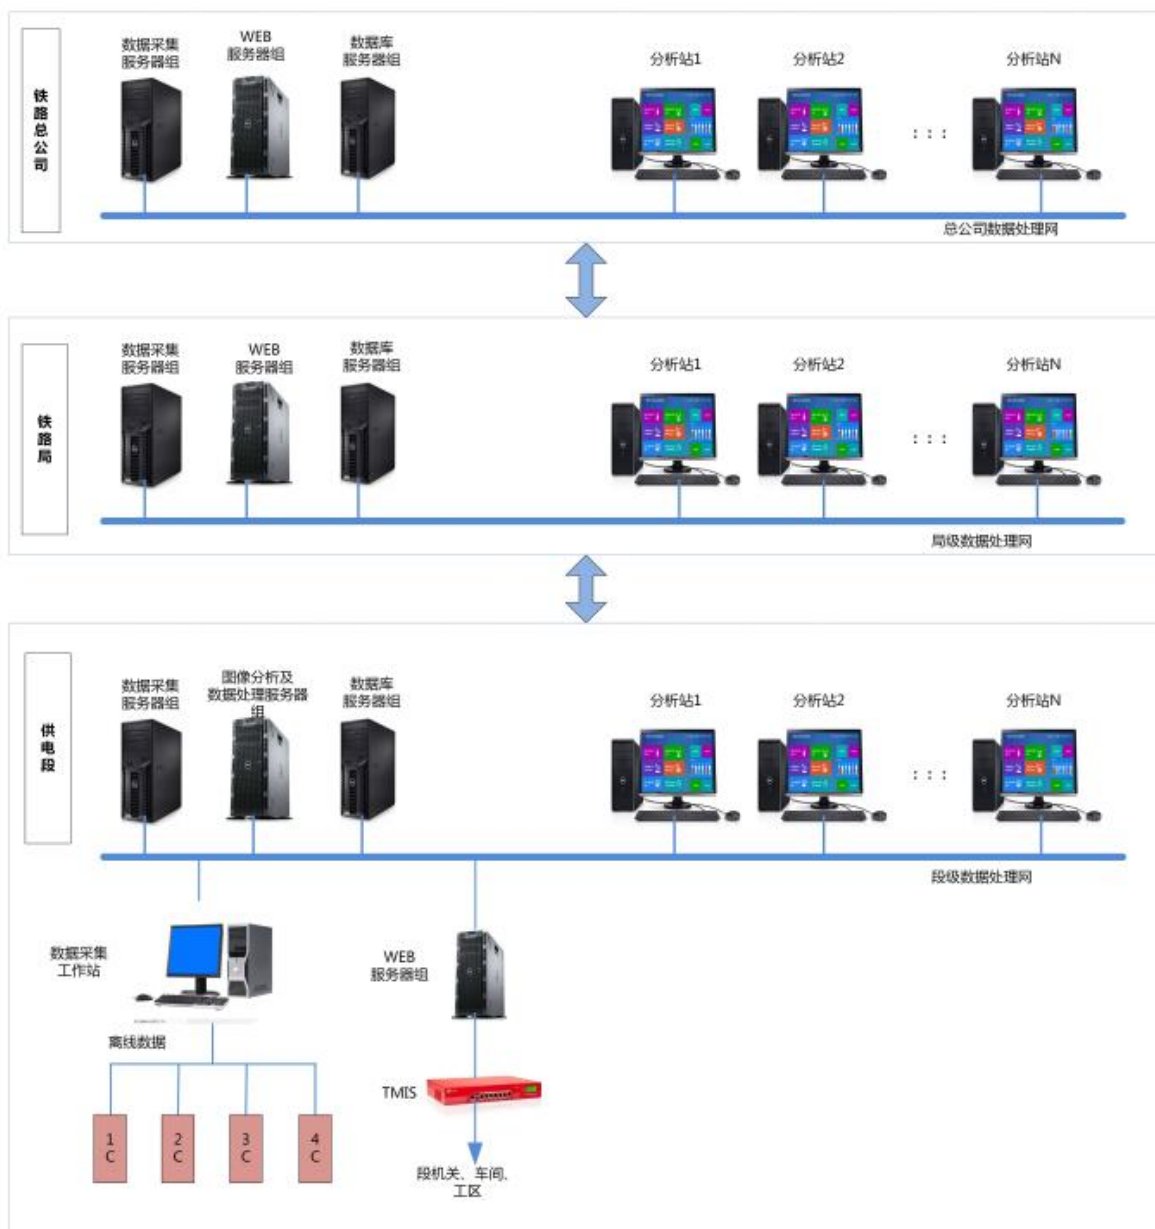 铁路总公司
数据采集
服务器组
WEB
服务器组
数据库
服务器组
分析站1
分析站2
: : :
分析站N
总公司数据处理网
铁路局
数据采集
服务器组
WEB
服务器组
数据库
服务器组
分析站1
分析站2
: : :
分析站N
局级数据处理网
供电段
数据采集
服务器组
图像分析及
数据处理服务器
组
数据库
服务器组
分析站1
分析站2
: : :
分析站N
段级数据处理网
数据采集
工作站
WEB
服务器组
离线数据
TMIS
1C
2C
3C
4C
段机关、车间、
工区